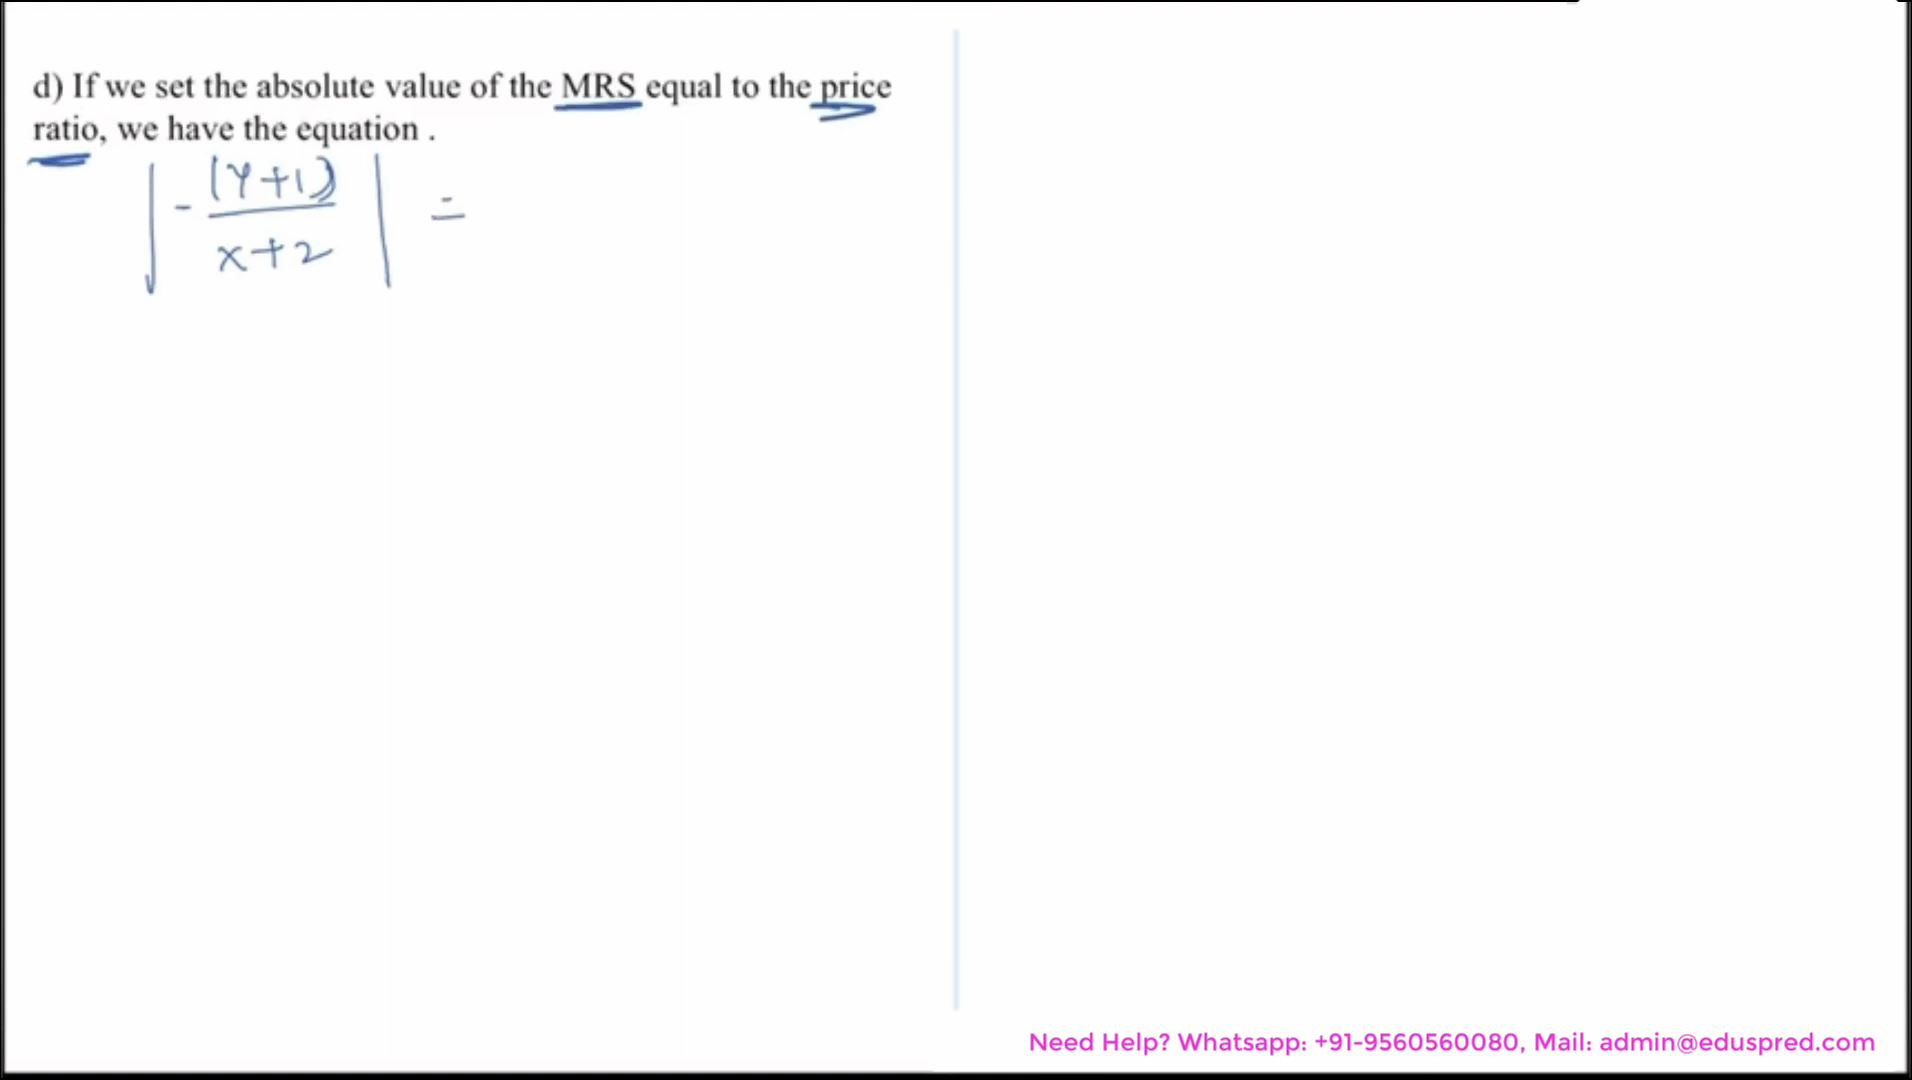 d) If we set the absolute value of the MRS equal to the price
ratio, we have the equation .
| - (Y+1) / x+2 | =
Need Help? Whatsapp: +91-9560560080, Mail: admin@eduspred.com